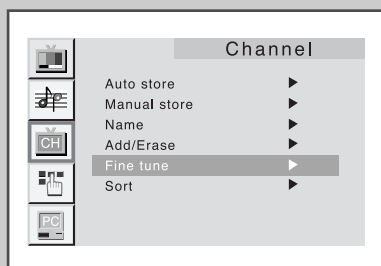 Channel
Auto store
Manual store
Name
CH
Add/Erase
Fine tune
Sort
PC